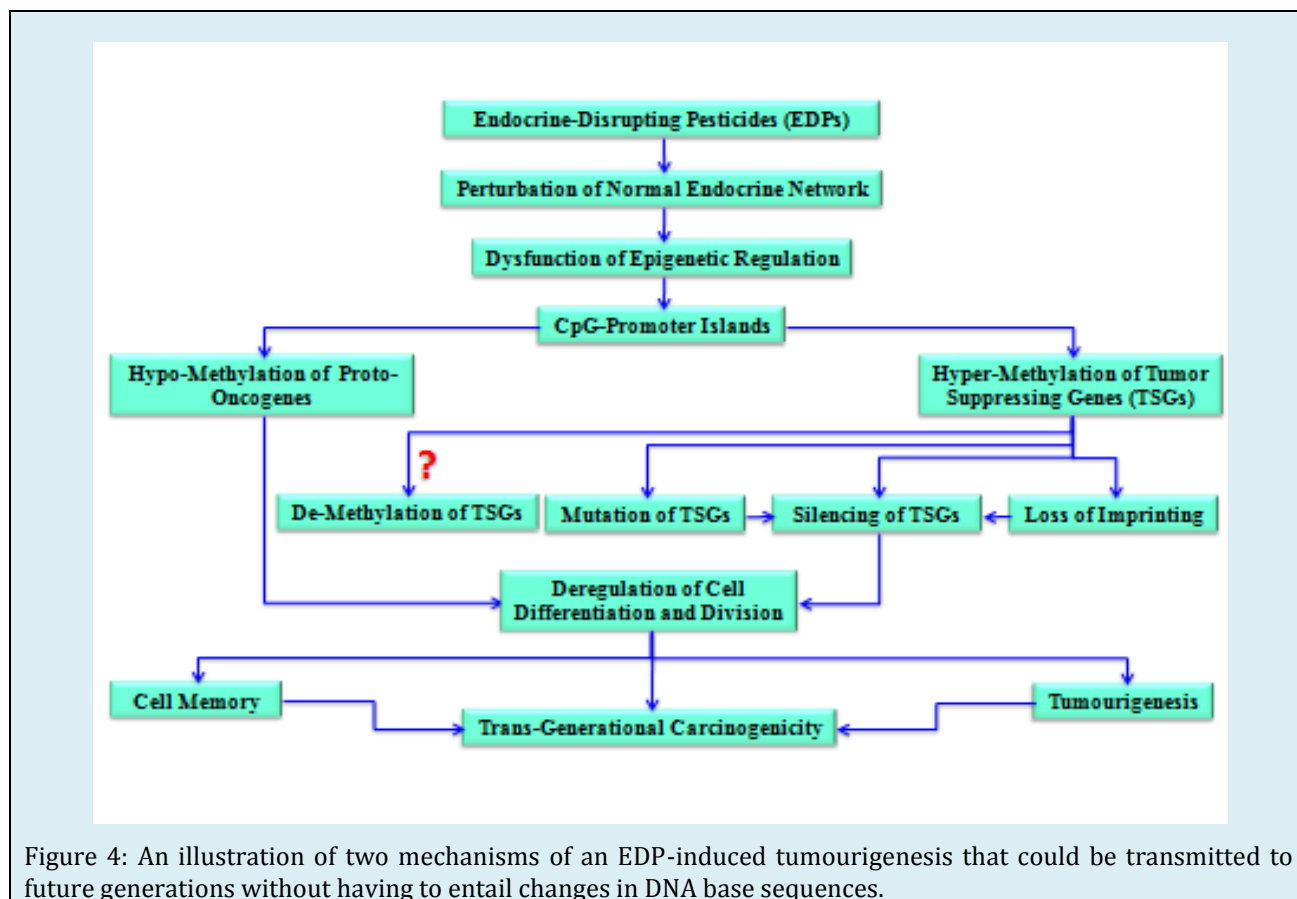 Endocrine-Disrupting Pesticides (EDPs)
Perturbation of Normal Endocrine Network
Dysfunction of Epigenetic Regulation
CpG-Promoter Islands
Hypo-Methylation of Proto-
Oncogenes
Hyper-Methylation of Tumor
Suppressing Genes (TSGs)
?
De-Methylation of TSGs
Mutation of TSGs
Silencing of TSGs
Loss of Imprinting
Deregulation of Cell
Differentiation and Division
Cell Memory
Tumourigenesis
Trans-Generational Carcinogenicity
Figure 4: An illustration of two mechanisms of an EDP-induced tumourigenesis that could be transmitted to
future generations without having to entail changes in DNA base sequences.